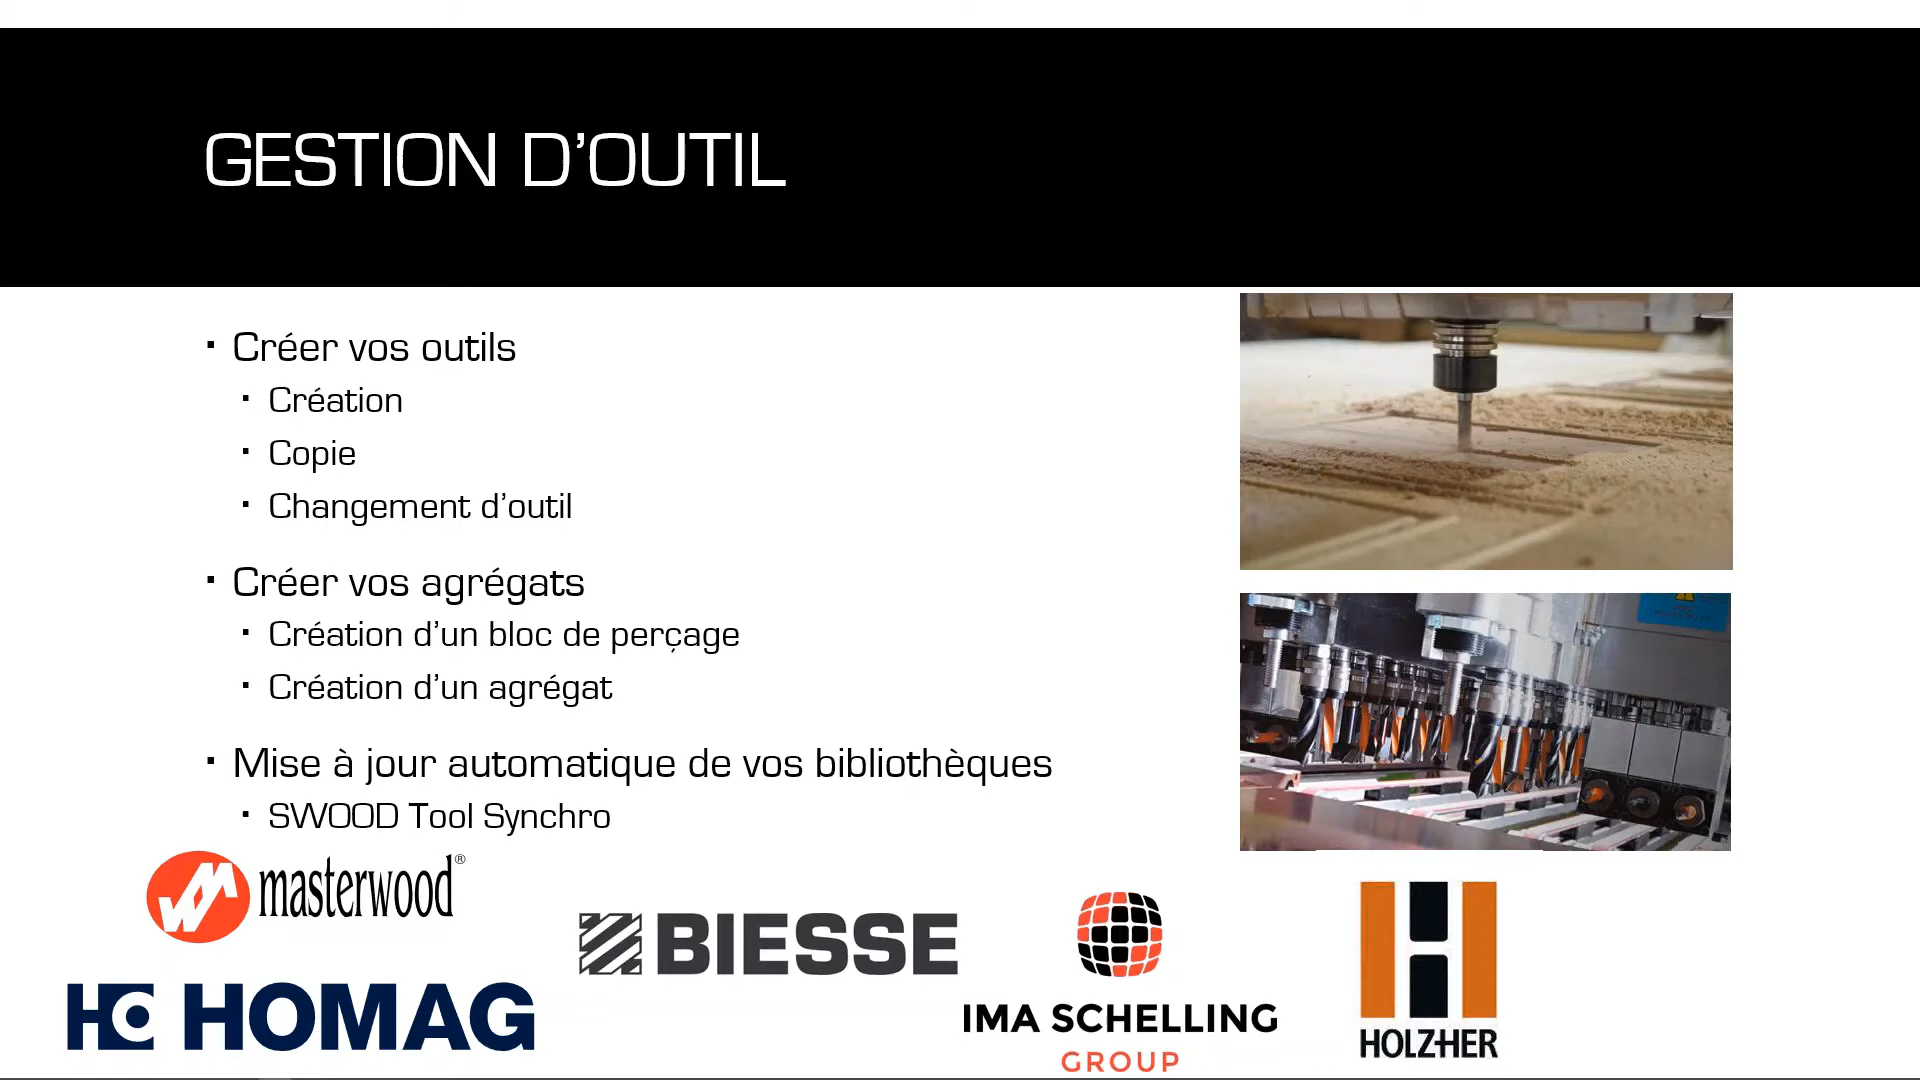 GESTION D’OUTIL
▪ Créer vos outils
▪ Création
▪ Copie
▪ Changement d’outil
▪ Créer vos agrégats
▪ Création d’un bloc de perçage
▪ Création d’un agrégat
▪ Mise à jour automatique de vos bibliothèques
▪ SWOOD Tool Synchro
masterwood®
BIESSE
HOMAG
IMA SCHELLING
GROUP
HOLZHER